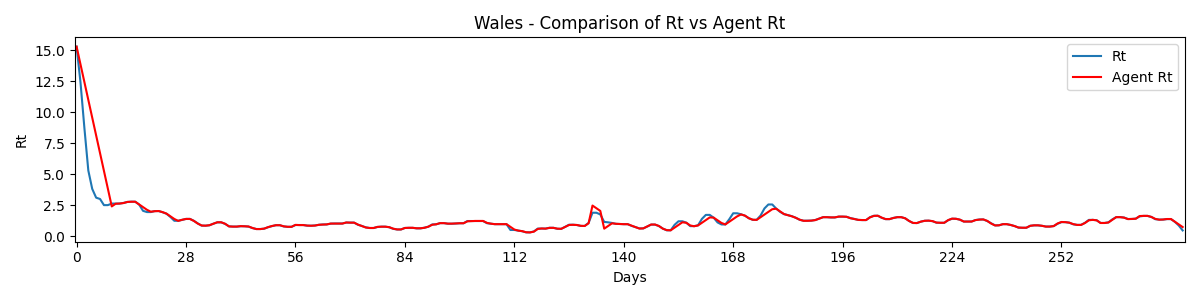 Wales - Comparison of Rt vs Agent Rt
Rt
Agent Rt
15.0
12.5
10.0
7.5
5.0
2.5
0.0
Rt
0 28 56 84 112 140 168 196 224 252
Days